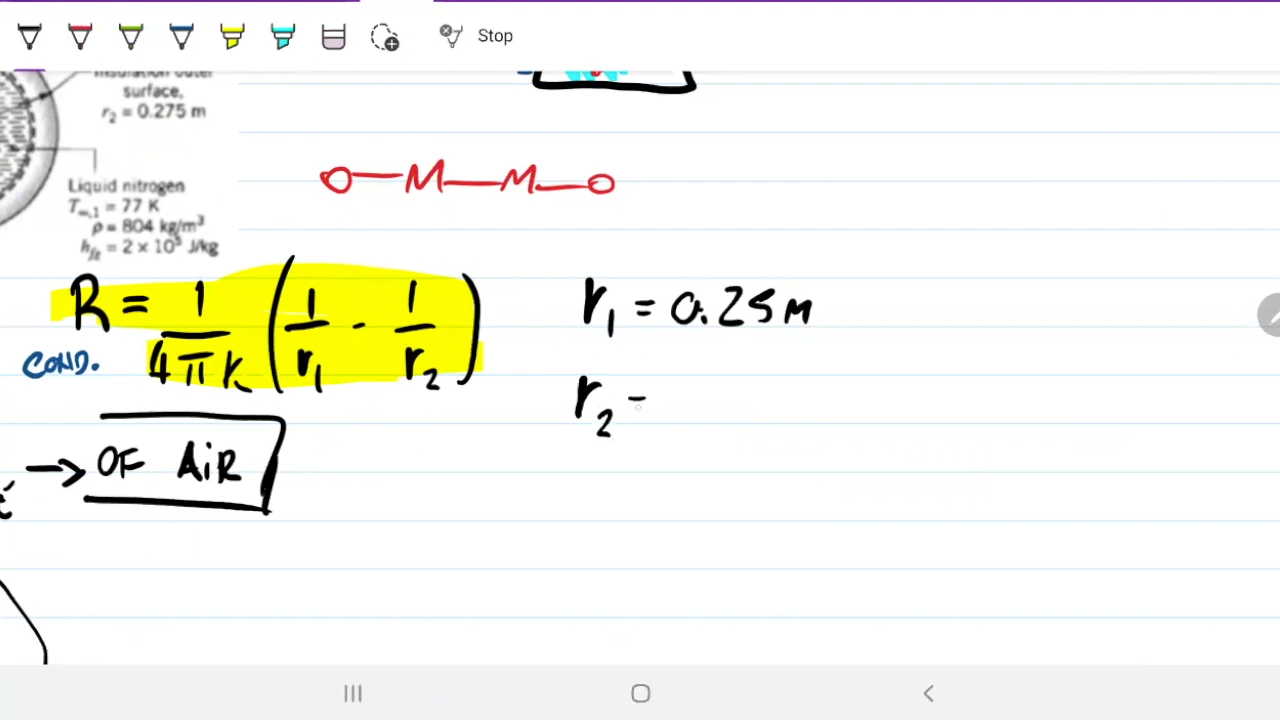 Stop
insulation outer
surface,
r₂ = 0.275 m
Liquid nitrogen
T∞,1 = 77 K
ρ = 804 kg/m³
h_fg = 2 × 10⁵ J/kg
O—M—M—O
R = 1/4πk (1/r₁ - 1/r₂)
COND.
r₁ = 0.25 M
r₂ =
→ OF AIR